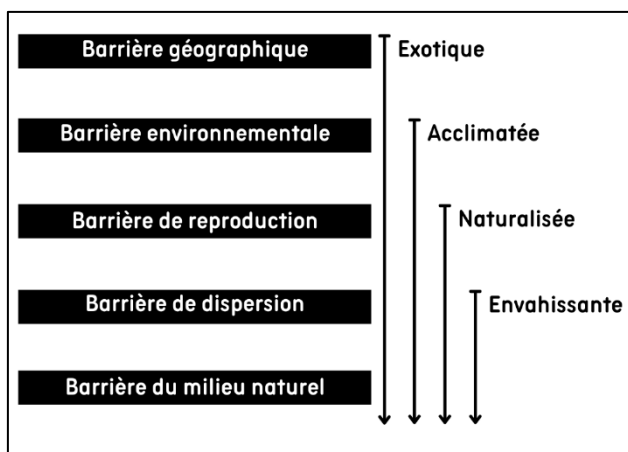 Barrière géographique
Exotique
Barrière environnementale
Acclimatée
Barrière de reproduction
Naturalisée
Barrière de dispersion
Envahissante
Barrière du milieu naturel